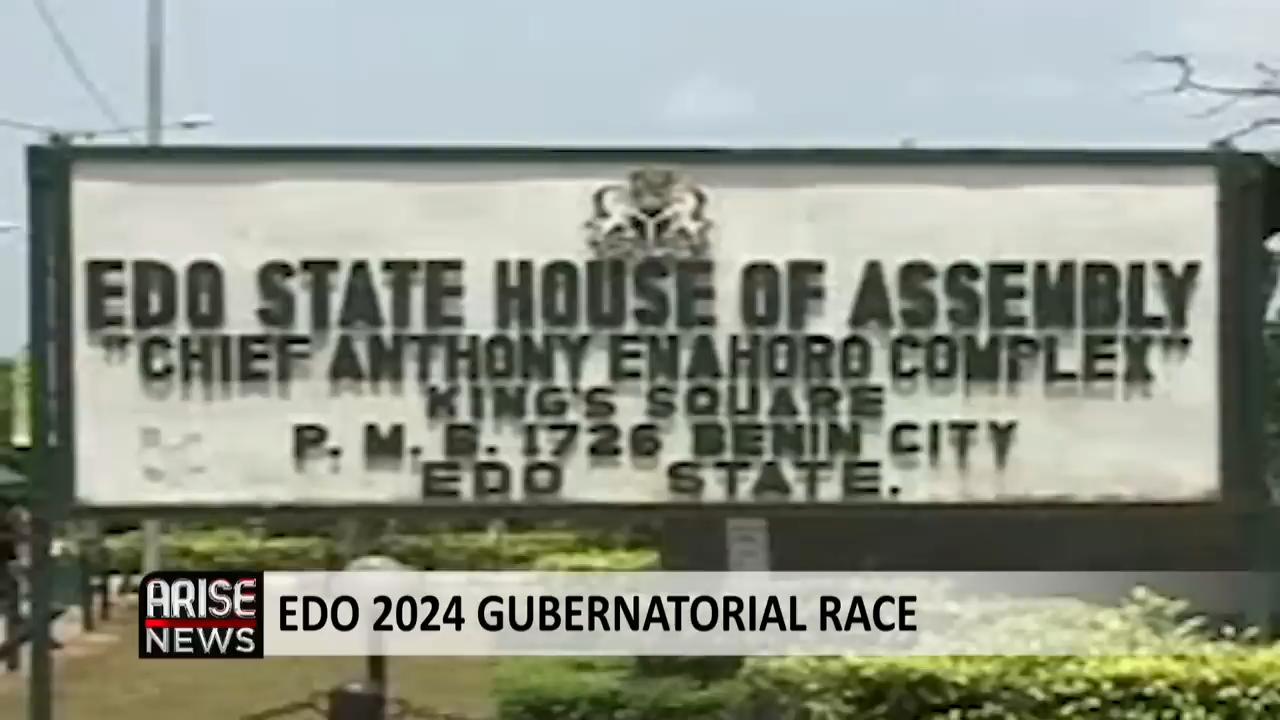 EDO STATE HOUSE OF ASSEMBLY
"CHIEF ANTHONY ENAHORO COMPLEX"
KING'S SQUARE
P. M. B. 1726 BENIN CITY
EDO STATE.
ARISE
NEWS
EDO 2024 GUBERNATORIAL RACE